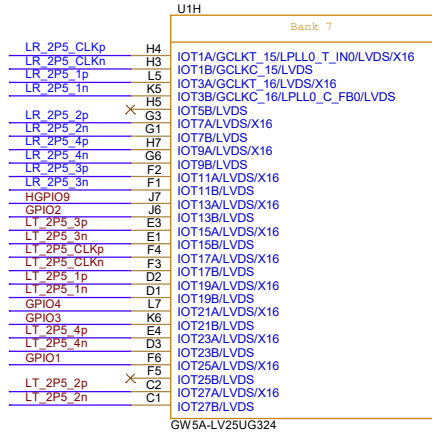 U1H
Bank 7
LR_2P5_CLKp H4 IOT1A/GCLKT_15/LPLL0_T_IN0/LVDS/X16
LR_2P5_CLKn H3 IOT1B/GCLKC_15/LVDS
LR_2P5_1p L5 IOT3A/GCLKT_16/LVDS/X16
LR_2P5_1n K5 IOT3B/GCLKC_16/LPLL0_C_FB0/LVDS
H5 IOT5B/LVDS
LR_2P5_2p G3 IOT7A/LVDS/X16
LR_2P5_2n G1 IOT7B/LVDS
LR_2P5_4p H7 IOT9A/LVDS/X16
LR_2P5_4n G6 IOT9B/LVDS
LR_2P5_3p F2 IOT11A/LVDS/X16
LR_2P5_3n F1 IOT11B/LVDS
HGPIO9 J7 IOT13A/LVDS/X16
GPIO2 J6 IOT13B/LVDS
LT_2P5_3p E3 IOT15A/LVDS/X16
LT_2P5_3n E1 IOT15B/LVDS
LT_2P5_CLKp F4 IOT17A/LVDS/X16
LT_2P5_CLKn F3 IOT17B/LVDS
LT_2P5_1p D2 IOT19A/LVDS/X16
LT_2P5_1n D1 IOT19B/LVDS
GPIO4 L7 IOT21A/LVDS/X16
GPIO3 K6 IOT21B/LVDS
LT_2P5_4p E4 IOT23A/LVDS/X16
LT_2P5_4n D3 IOT23B/LVDS
GPIO1 F6 IOT25A/LVDS/X16
F5 IOT25B/LVDS
LT_2P5_2p C2 IOT27A/LVDS/X16
LT_2P5_2n C1 IOT27B/LVDS
GW5A-LV25UG324